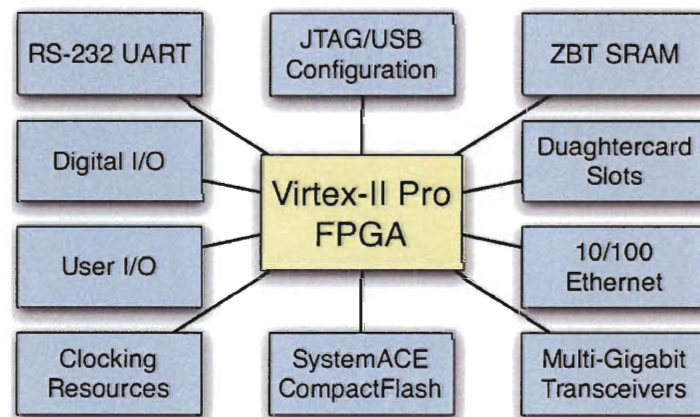 RS-232 UART
JTAG/USB
Configuration
ZBT SRAM
Digital I/O
Duaghtercard
Slots
Virtex-II Pro
FPGA
User I/O
10/100
Ethernet
Clocking
Resources
SystemACE
CompactFlash
Multi-Gigabit
Transceivers